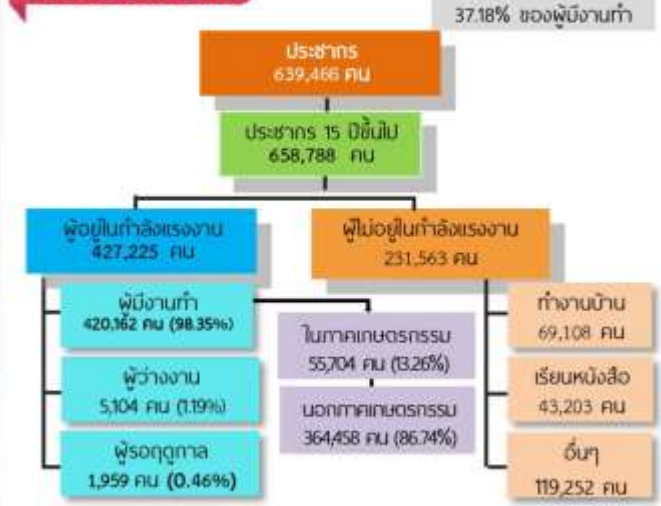 37.18% ของผู้มีงานทำ
ประชากร
639,466 คน
ประชากร 15 ปีขึ้นไป
658,788 คน
ผู้อยู่ในกำลังแรงงาน
427,225 คน
ผู้ไม่อยู่ในกำลังแรงงาน
231,563 คน
ผู้มีงานทำ
420,162 คน (98.35%)
ผู้ว่างงาน
5,104 คน (1.19%)
ผู้รอฤดูกาล
1,959 คน (0.46%)
ในภาคเกษตรกรรม
55,704 คน (13.26%)
นอกภาคเกษตรกรรม
364,458 คน (86.74%)
ทำงานบ้าน
69,108 คน
เรียนหนังสือ
43,203 คน
อื่นๆ
119,252 คน